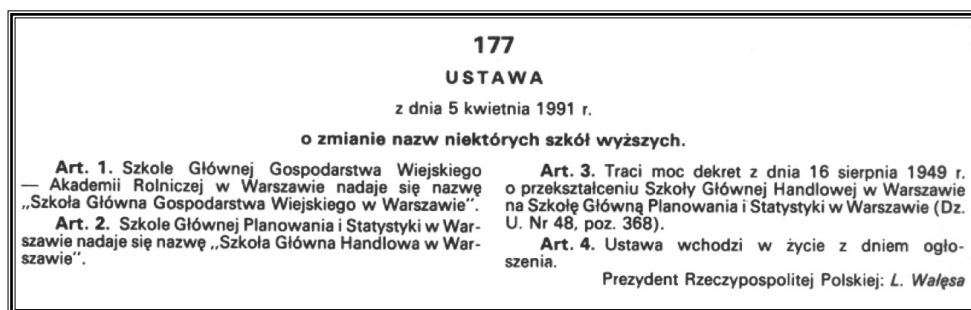 177
USTAWA
z dnia 5 kwietnia 1991 r.
o zmianie nazw niektórych szkół wyższych.
Art. 1. Szkole Głównej Gospodarstwa Wiejskiego
— Akademii Rolniczej w Warszawie nadaje się nazwę
„Szkoła Główna Gospodarstwa Wiejskiego w Warszawie”.
Art. 2. Szkole Głównej Planowania i Statystyki w War-
szawie nadaje się nazwę „Szkoła Główna Handlowa w War-
szawie”.
Art. 3. Traci moc dekret z dnia 16 sierpnia 1949 r.
o przekształceniu Szkoły Głównej Handlowej w Warszawie
na Szkołę Główną Planowania i Statystyki w Warszawie (Dz.
U. Nr 48, poz. 368).
Art. 4. Ustawa wchodzi w życie z dniem ogło-
szenia.
Prezydent Rzeczypospolitej Polskiej: L. Wałęsa